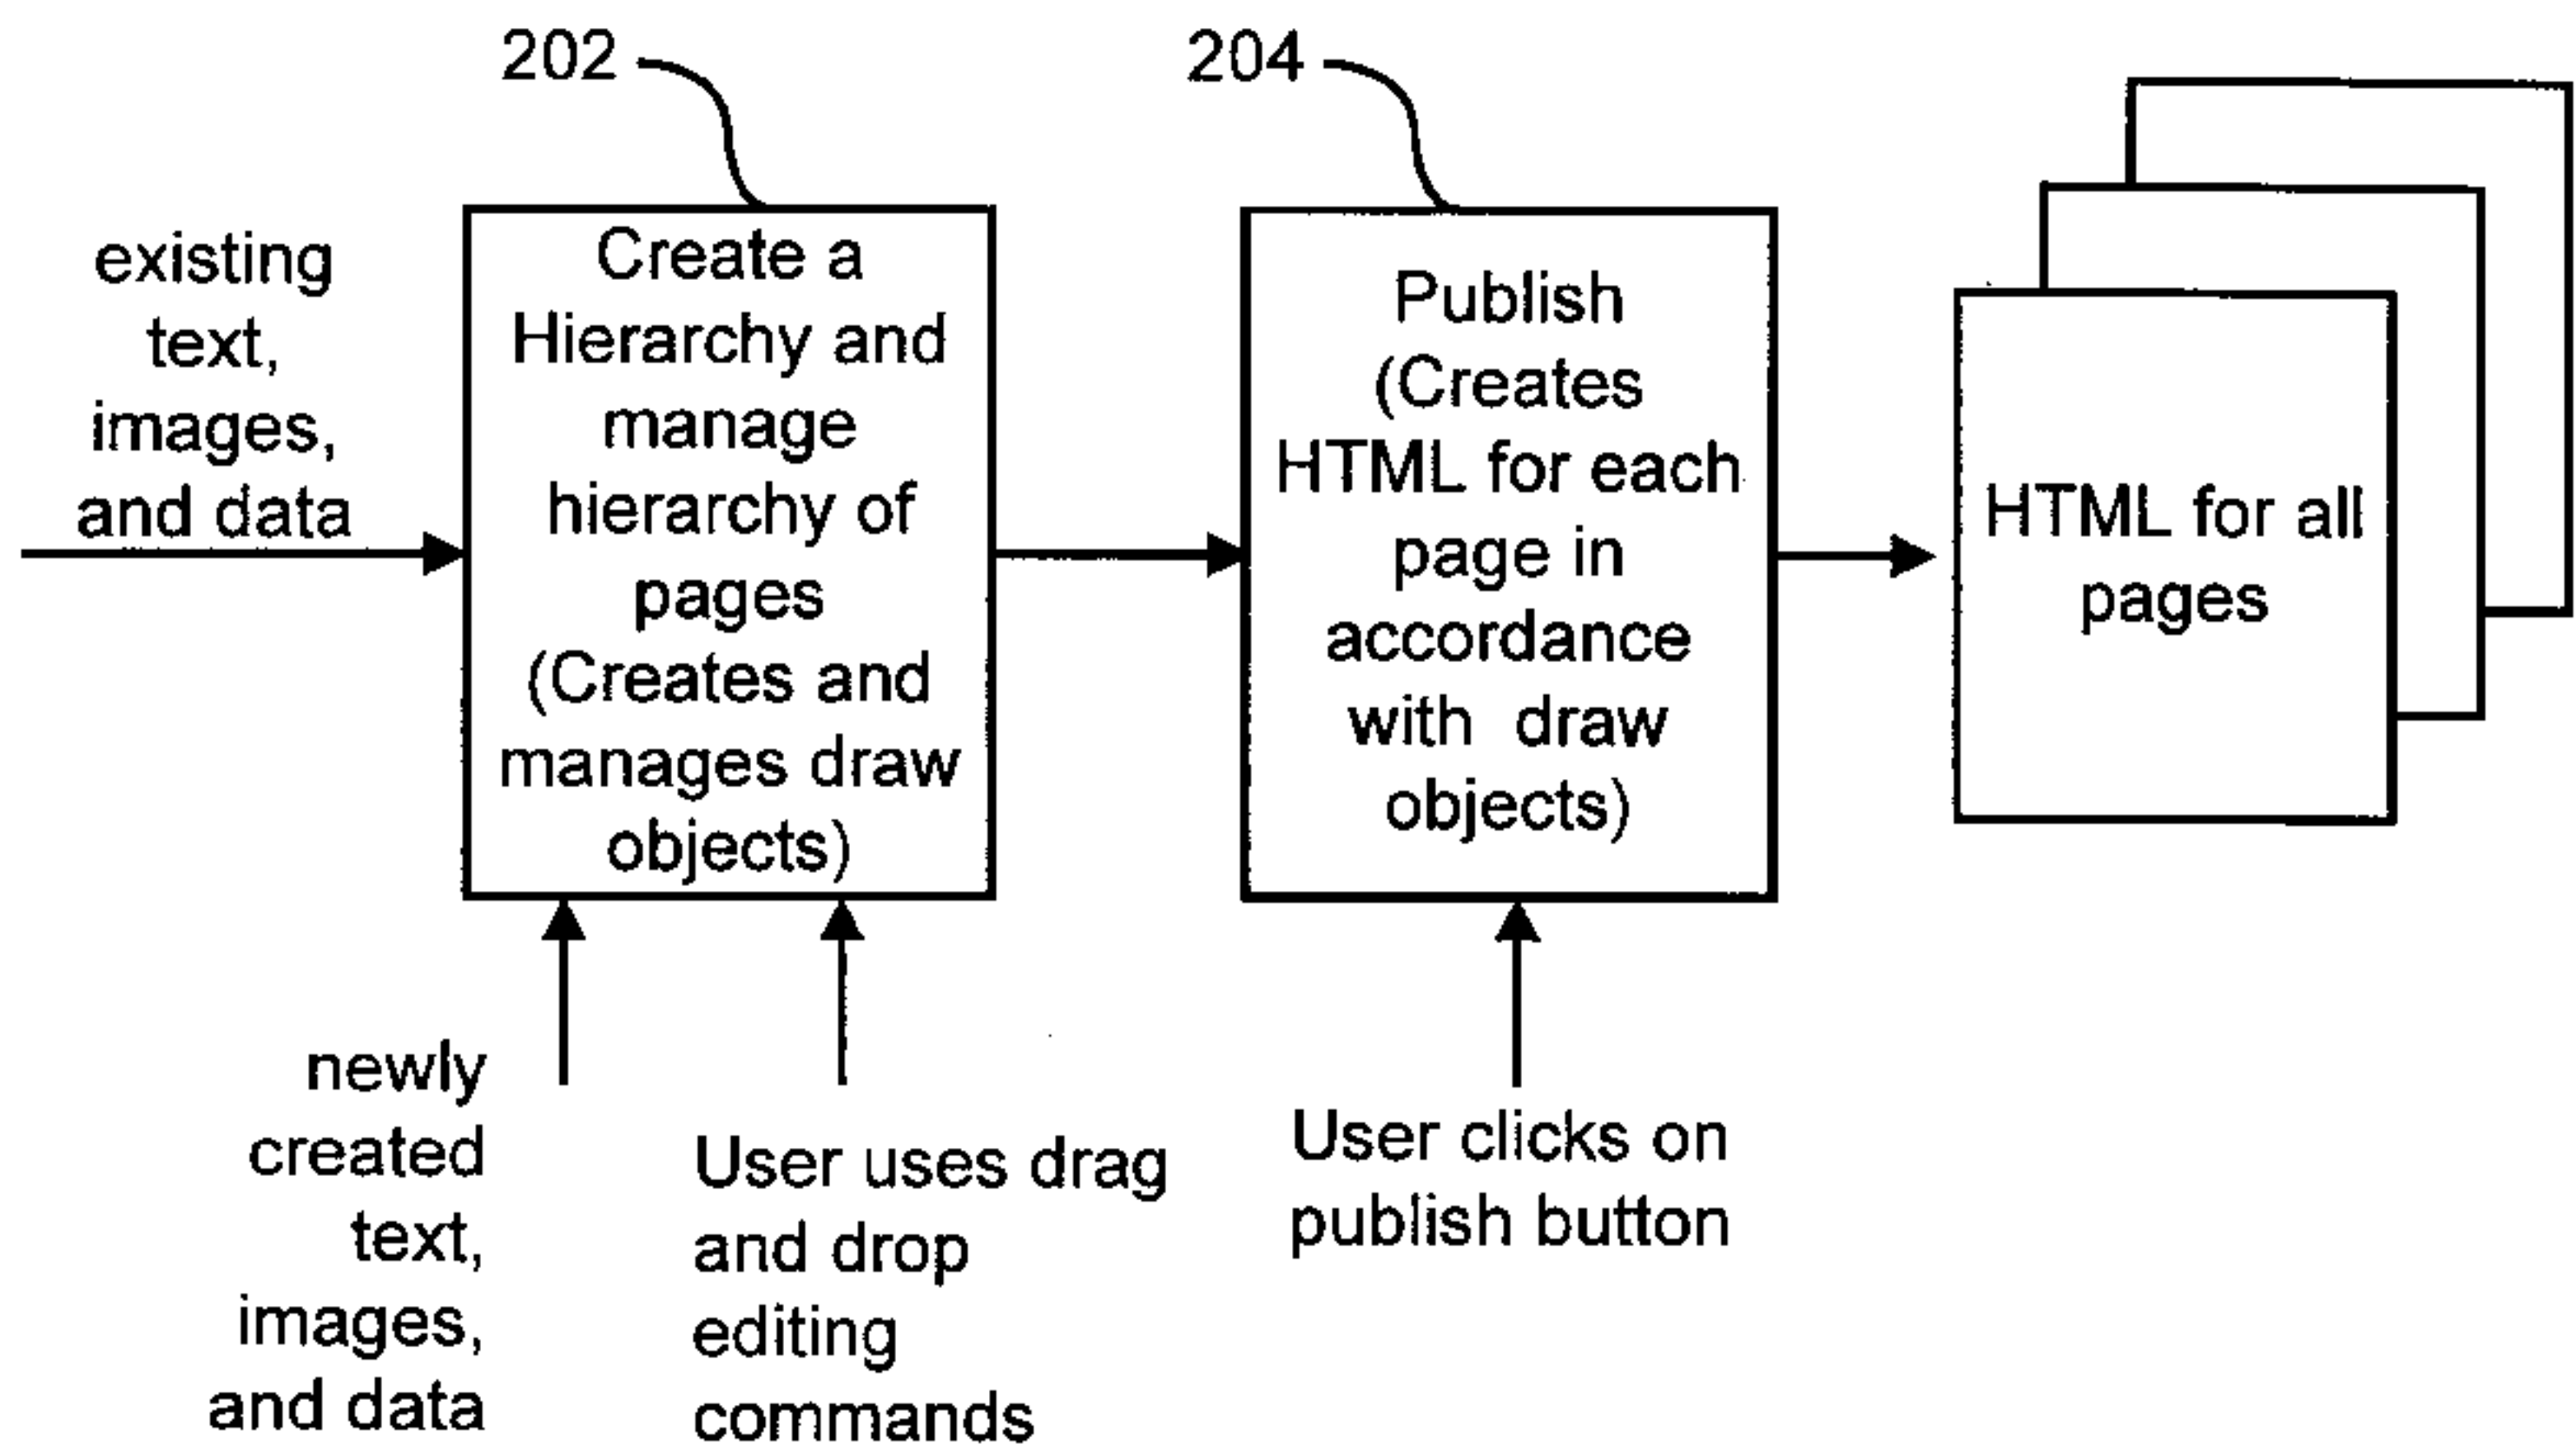 202
204
existing
text,
images,
and data
Create a
Hierarchy and
manage
hierarchy of
pages
(Creates and
manages draw
objects)
Publish
(Creates
HTML for each
page in
accordance
with draw
objects)
HTML for all
pages
newly
created
text,
images,
and data
User uses drag
and drop
editing
commands
User clicks on
publish button